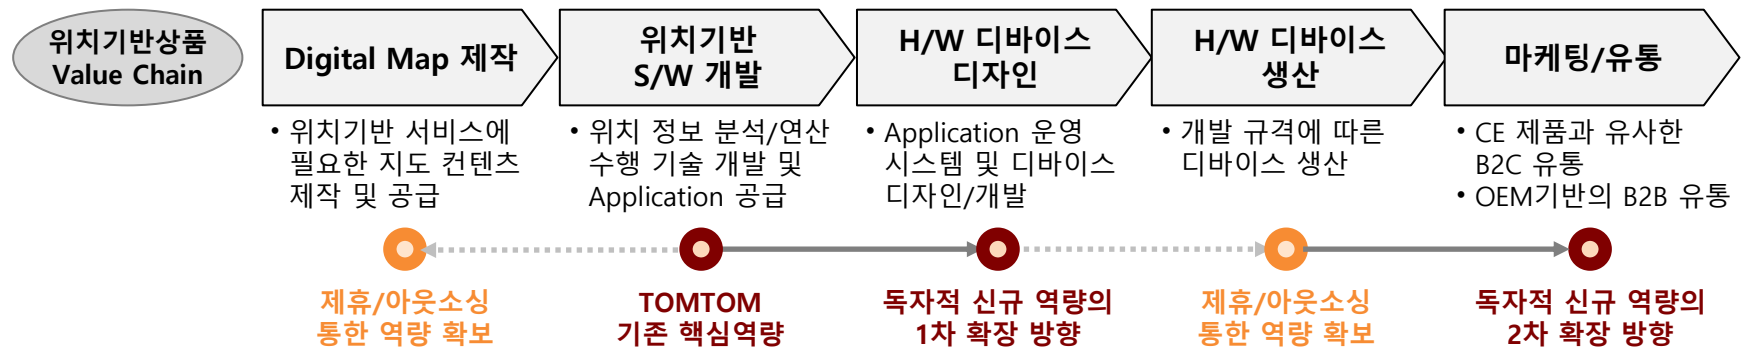 위치기반상품
Value Chain
Digital Map 제작
위치기반
S/W 개발
H/W 디바이스
디자인
H/W 디바이스
생산
마케팅/유통
• 위치기반 서비스에
필요한 지도 컨텐츠
제작 및 공급
• 위치 정보 분석/연산
수행 기술 개발 및
Application 공급
• Application 운영
시스템 및 디바이스
디자인/개발
• 개발 규격에 따른
디바이스 생산
• CE 제품과 유사한
B2C 유통
• OEM기반의 B2B 유통
제휴/아웃소싱
통한 역량 확보
TOMTOM
기존 핵심역량
독자적 신규 역량의
1차 확장 방향
제휴/아웃소싱
통한 역량 확보
독자적 신규 역량의
2차 확장 방향